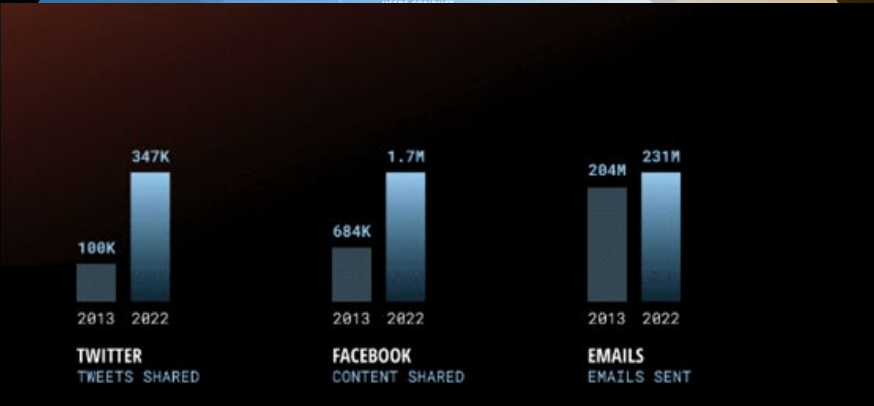 347K
1.7M
231M
204M
684K
100K
2013 2022
2013 2022
2013 2022
TWITTER
TWEETS SHARED
FACEBOOK
CONTENT SHARED
EMAILS
EMAILS SENT